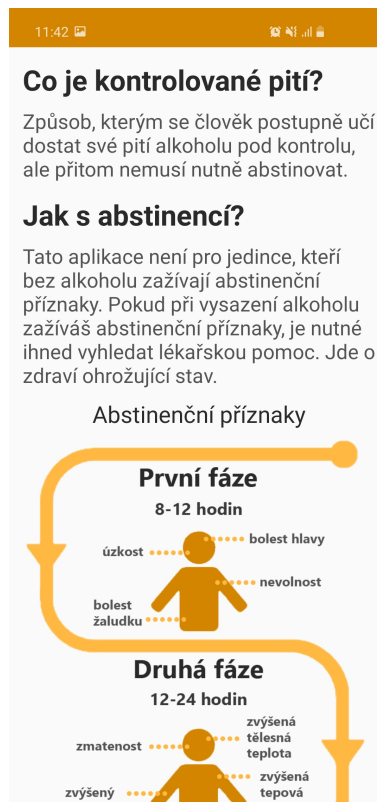 11:42
Co je kontrolované pití?
Způsob, kterým se člověk postupně učí
dostat své pití alkoholu pod kontrolu,
ale přitom nemusí nutně abstinovat.
Jak s abstinencí?
Tato aplikace není pro jedince, kteří
bez alkoholu zažívají abstinenční
příznaky. Pokud při vysazení alkoholu
zažíváš abstinenční příznaky, je nutné
ihned vyhledat lékařskou pomoc. Jde o
zdraví ohrožující stav.
Abstinenční příznaky
První fáze
8-12 hodin
bolest hlavy
úzkost
nevolnost
bolest
žaludku
Druhá fáze
12-24 hodin
zvýšená
tělesná
teplota
zmatenost
zvýšená
tepová
zvýšený